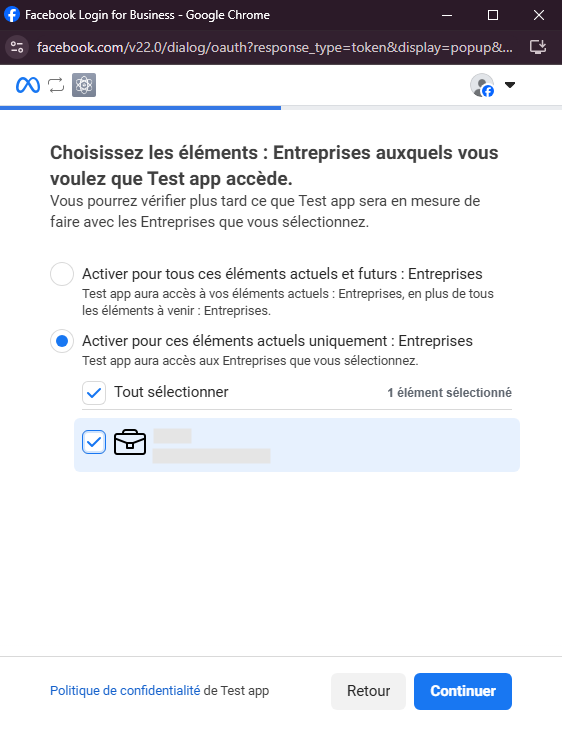 Facebook Login for Business - Google Chrome
facebook.com/v22.0/dialog/oauth?response_type=token&display=popup&...
Choisissez les éléments : Entreprises auxquels vous
voulez que Test app accède.
Vous pourrez vérifier plus tard ce que Test app sera en mesure de
faire avec les Entreprises que vous sélectionnez.
Activer pour tous ces éléments actuels et futurs : Entreprises
Test app aura accès à vos éléments actuels : Entreprises, en plus de tous
les éléments à venir : Entreprises.
Activer pour ces éléments actuels uniquement : Entreprises
Test app aura accès aux Entreprises que vous sélectionnez.
Tout sélectionner 1 élément sélectionné
Politique de confidentialité de Test app Retour Continuer